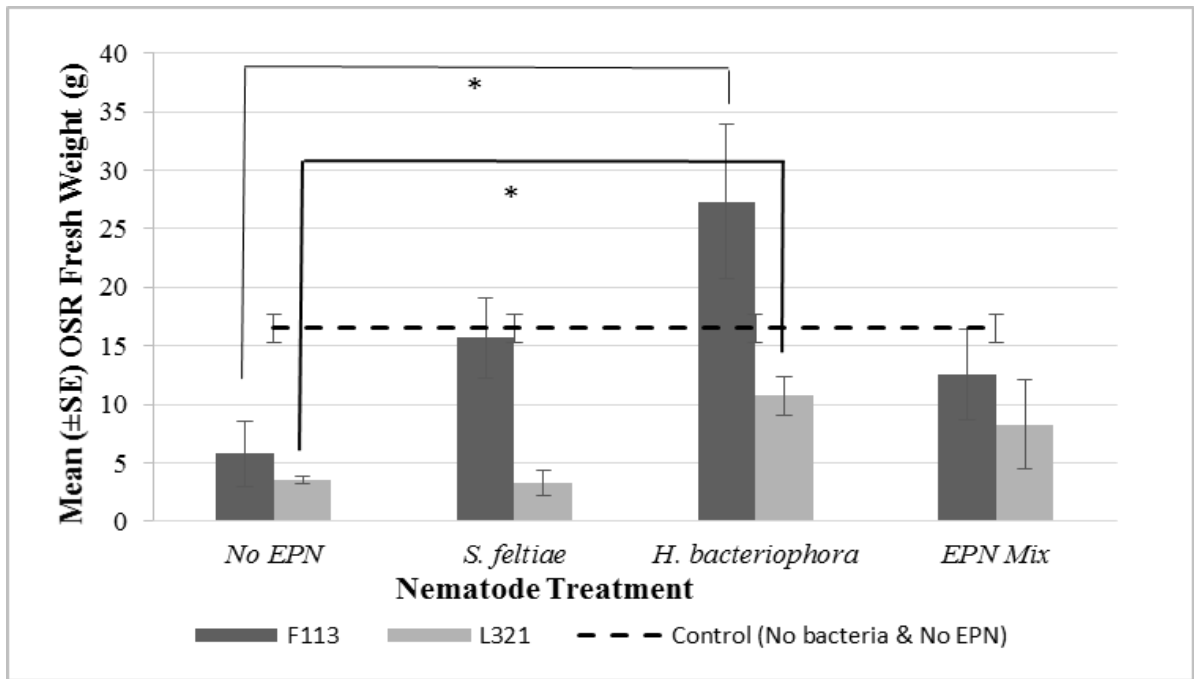 Mean (±SE) OSR Fresh Weight (g)
40
35
30
25
20
15
10
5
0
*
*
No EPN S. feltiae H. bacteriophora EPN Mix
Nematode Treatment
F113 L321 Control (No bacteria & No EPN)